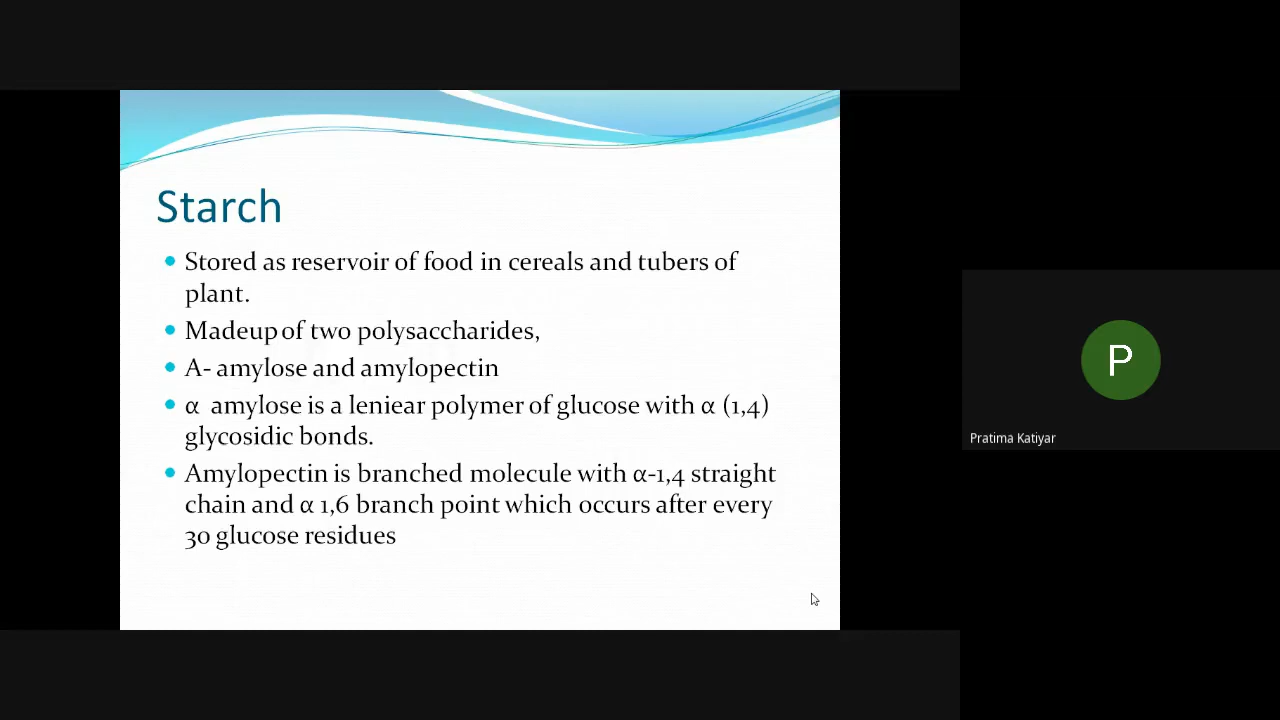 Starch
Stored as reservoir of food in cereals and tubers of
plant.
Madeup of two polysaccharides,
A- amylose and amylopectin
α amylose is a leniear polymer of glucose with α (1,4)
glycosidic bonds.
Amylopectin is branched molecule with α-1,4 straight
chain and α 1,6 branch point which occurs after every
30 glucose residues
P
Pratima Katiyar